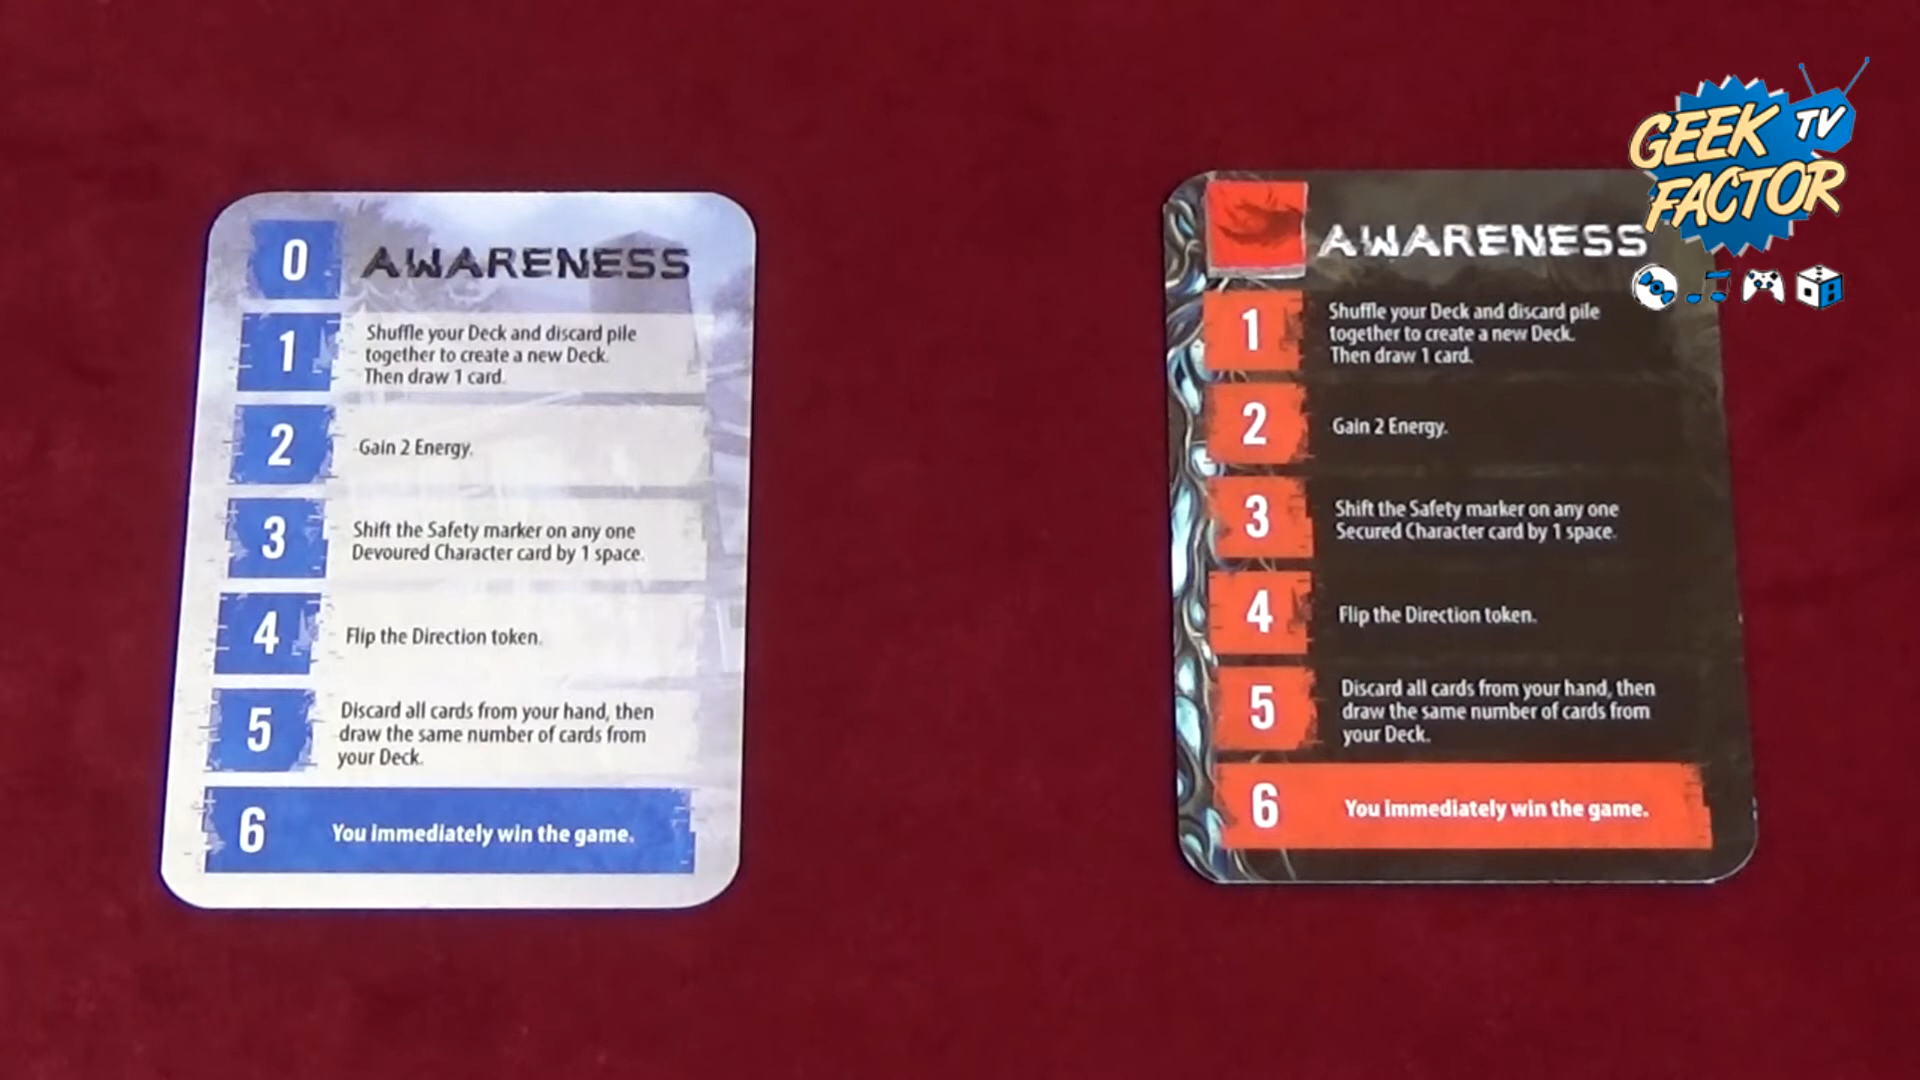 0
AWARENESS
1
Shuffle your Deck and discard pile
together to create a new Deck.
Then draw 1 card.
2
Gain 2 Energy.
3
Shift the Safety marker on any one
Devoured Character card by 1 space.
4
Flip the Direction token.
5
Discard all cards from your hand, then
draw the same number of cards from
your Deck.
6
You immediately win the game.
AWARENESS
1
Shuffle your Deck and discard pile
together to create a new Deck.
Then draw 1 card.
2
Gain 2 Energy.
3
Shift the Safety marker on any one
Secured Character card by 1 space.
4
Flip the Direction token.
5
Discard all cards from your hand, then
draw the same number of cards from
your Deck.
6
You immediately win the game.
GEEK TV
FACTOR